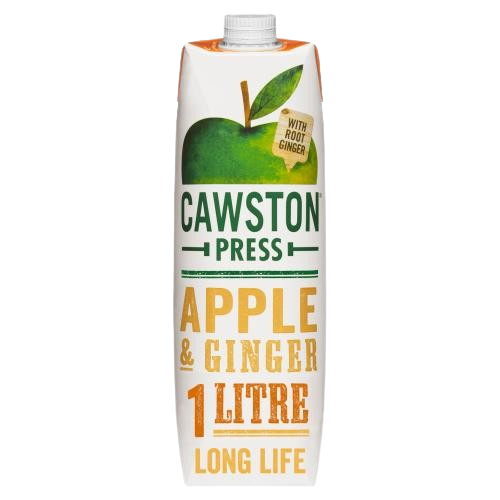 WITH
ROOT
GINGER
CAWSTON
PRESS
APPLE
& GINGER
1 LITRE
LONG LIFE